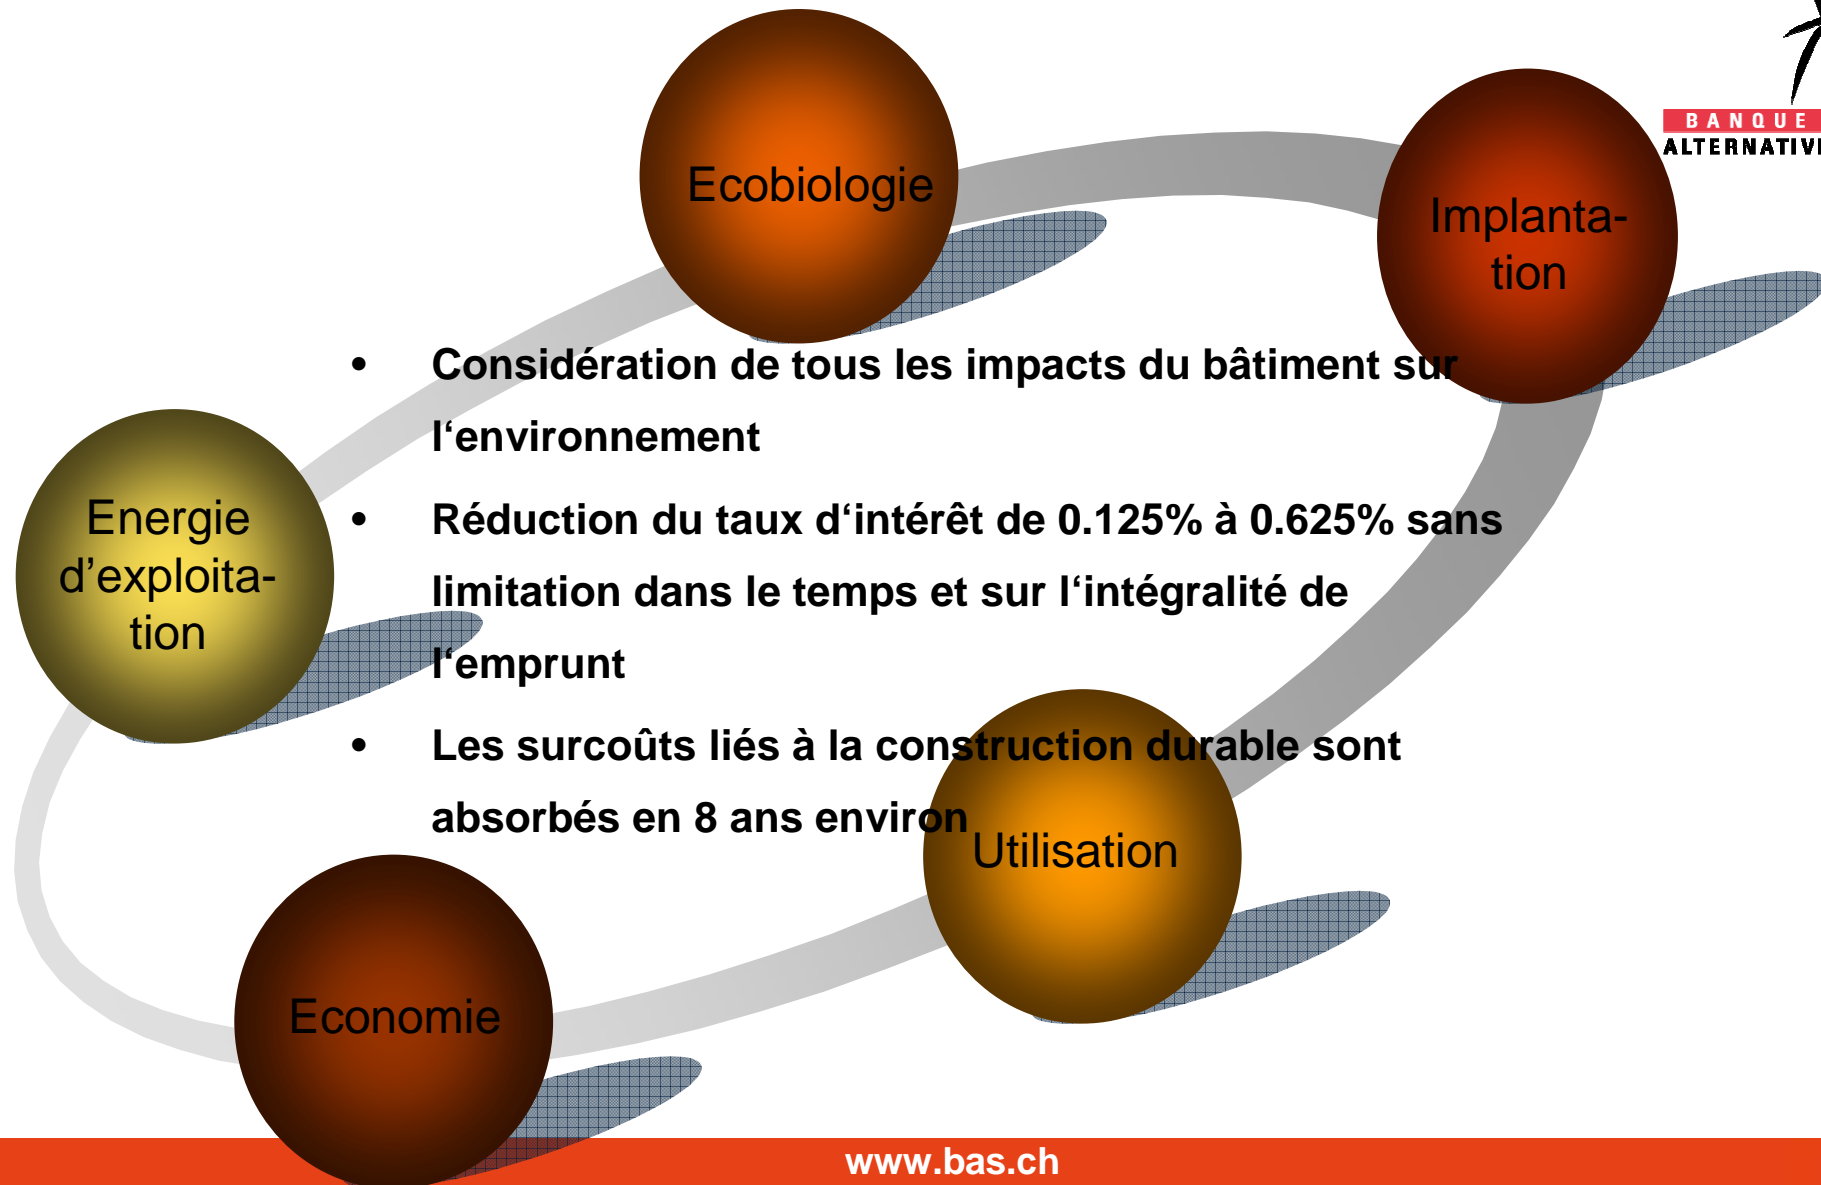 BANQUE
ALTERNATIVE
Ecobiologie
Implanta-
tion
• Considération de tous les impacts du bâtiment sur
l‘environnement
Energie
d’exploita-
tion
• Réduction du taux d‘intérêt de 0.125% à 0.625% sans
limitation dans le temps et sur l‘intégralité de
l‘emprunt
• Les surcoûts liés à la construction durable sont
absorbés en 8 ans environ
Utilisation
Economie
www.bas.ch